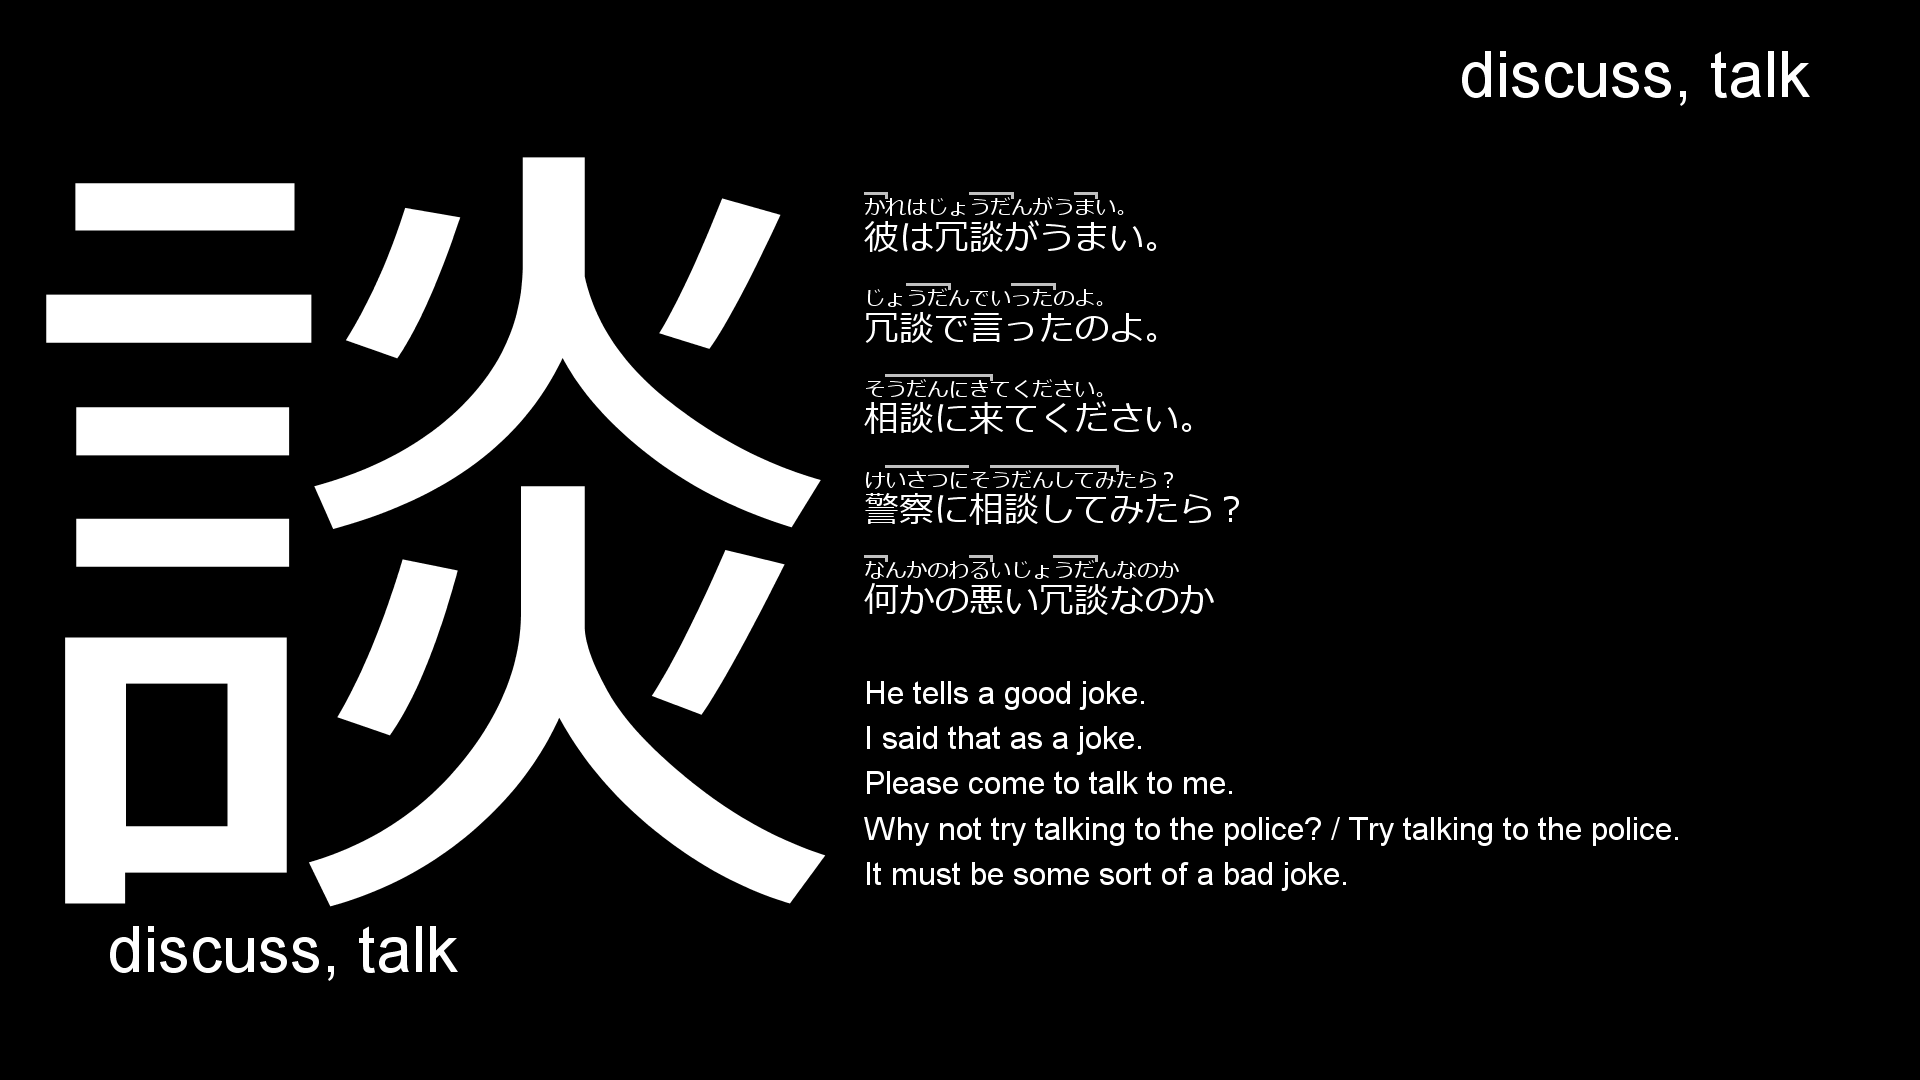 discuss, talk
談
discuss, talk
かれはじょうだんがうまい。
彼は冗談がうまい。
じょうだんでいったのよ。
冗談で言ったのよ。
そうだんにきてください。
相談に来てください。
けいさつにそうだんしてみたら？
警察に相談してみたら？
なんかのわるいじょうだんなのか
何かの悪い冗談なのか
He tells a good joke.
I said that as a joke.
Please come to talk to me.
Why not try talking to the police? / Try talking to the police.
It must be some sort of a bad joke.